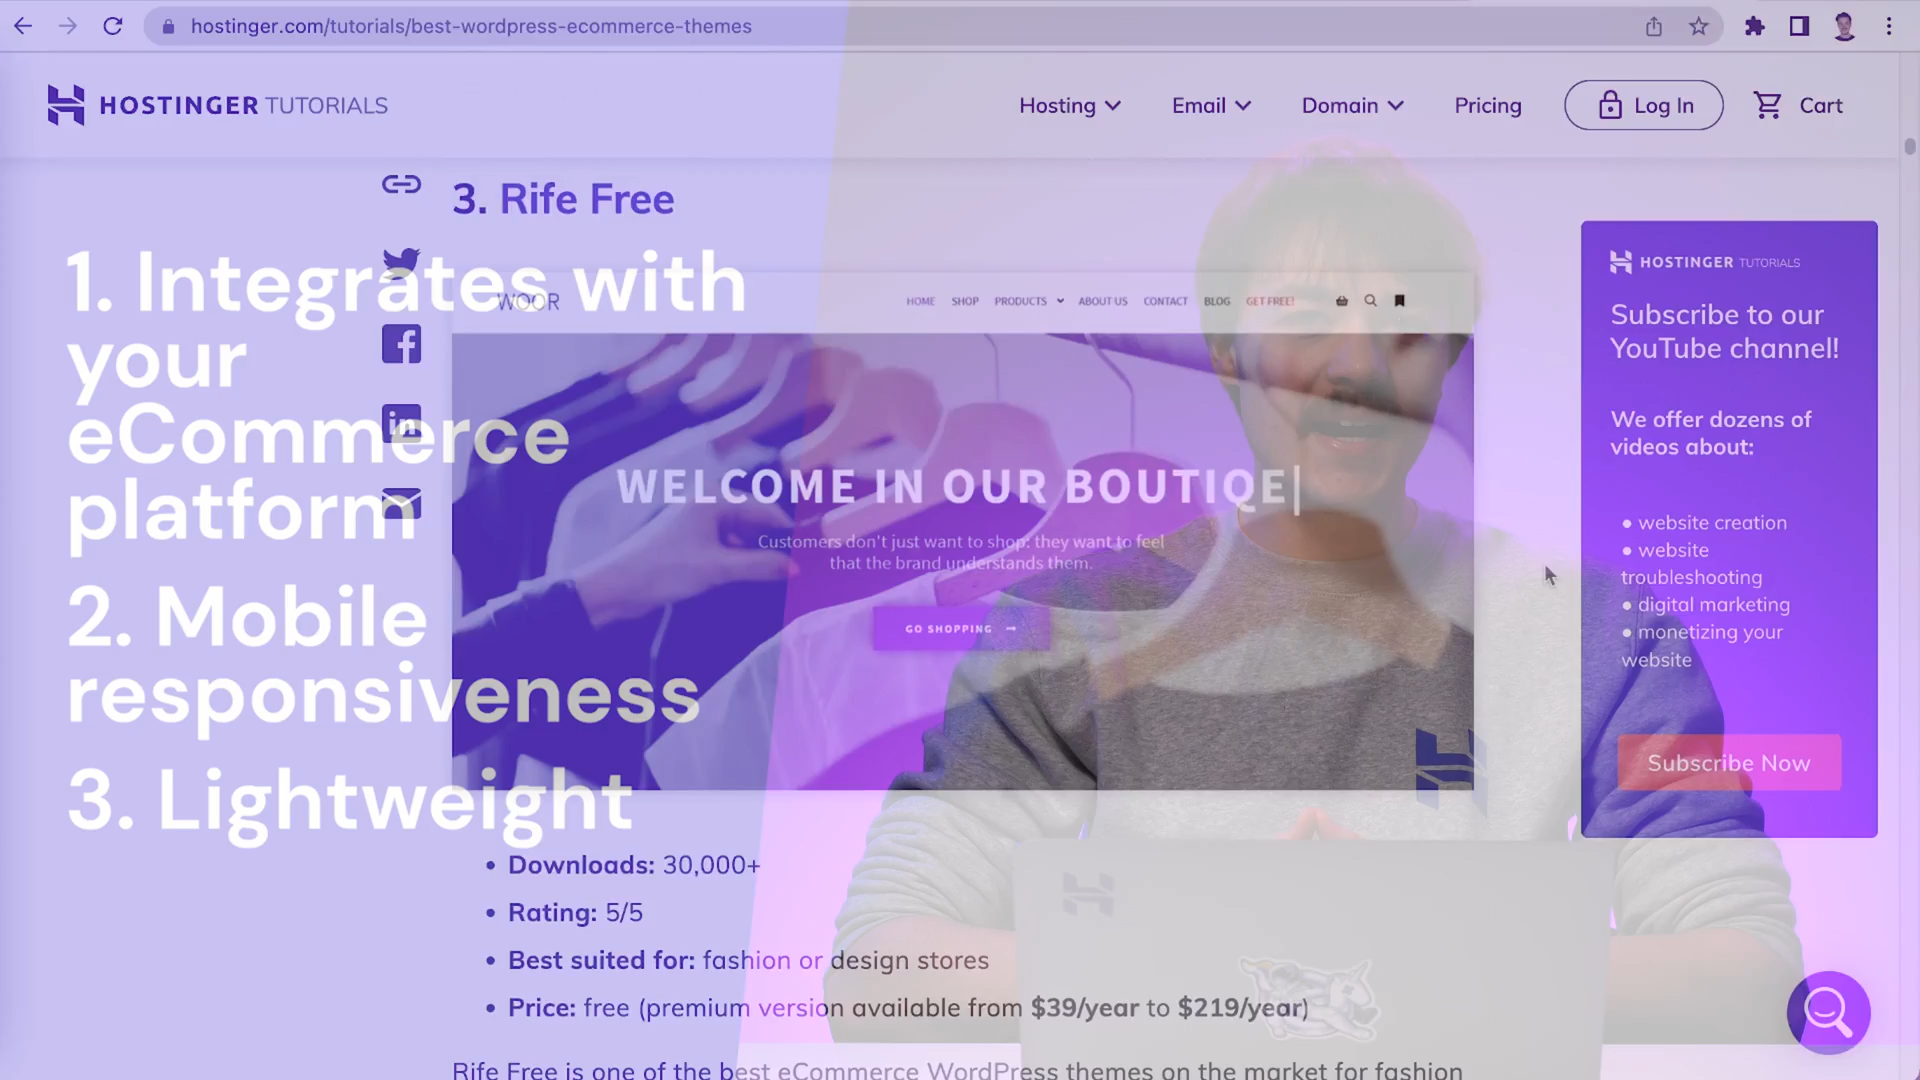 hostinger.com/tutorials/best-wordpress-ecommerce-themes
HOSTINGER TUTORIALS
Hosting
Email
Domain
Pricing
Log In
Cart
3. Rife Free
1. Integrates with
your
eCommerce
platform
2. Mobile
responsiveness
3. Lightweight
in
WOOR
HOME SHOP PRODUCTS ABOUT US CONTACT BLOG GET FREE!
WELCOME IN OUR BOUTIQE|
Customers don't just want to shop: they want to feel
that the brand understands them.
GO SHOPPING
HOSTINGER TUTORIALS
Subscribe to our
YouTube channel!
We offer dozens of
videos about:
• website creation
• website
troubleshooting
• digital marketing
• monetizing your
website
Subscribe Now
• Downloads: 30,000+
• Rating: 5/5
• Best suited for: fashion or design stores
• Price: free (premium version available from $39/year to $219/year)
Rife Free is one of the best eCommerce WordPress themes on the market for fashion